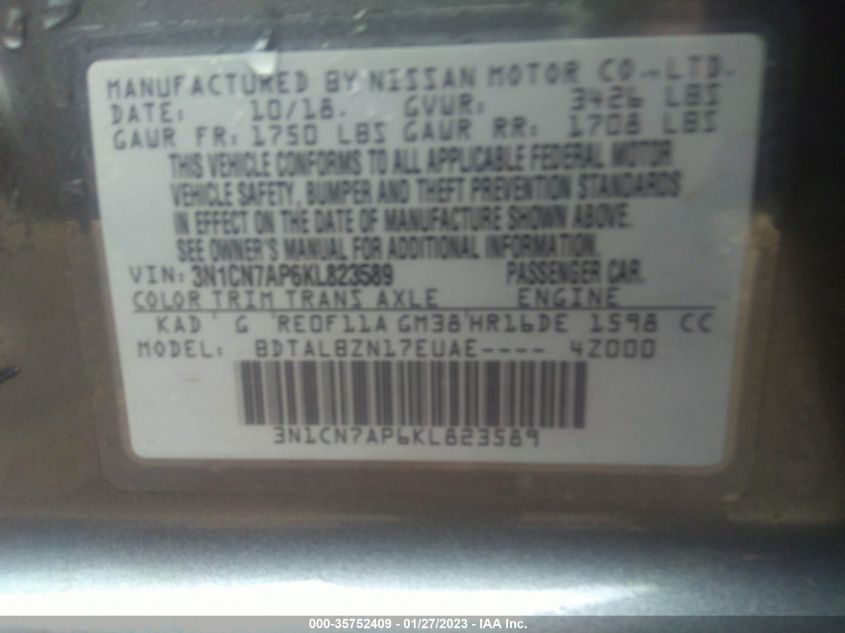 MANUFACTURED BY NISSAN MOTOR CO.,LTD.
DATE: 10/18. GVWR: 3426 LBS
GAWR FR: 1750 LBS GAWR RR: 1708 LBS
THIS VEHICLE CONFORMS TO ALL APPLICABLE FEDERAL MOTOR
VEHICLE SAFETY, BUMPER AND THEFT PREVENTION STANDARDS
IN EFFECT ON THE DATE OF MANUFACTURE SHOWN ABOVE.
SEE OWNER'S MANUAL FOR ADDITIONAL INFORMATION.
VIN: 3N1CN7AP6KL823589 PASSENGER CAR.
COLOR TRIM TRANS AXLE ENGINE
KAD G RE0F11A GM38 HR16DE 1598 CC
MODEL: BDTALBZN17EUAE---- 4Z000
3N1CN7AP6KL823589
000-35752409 - 01/27/2023 - IAA Inc.